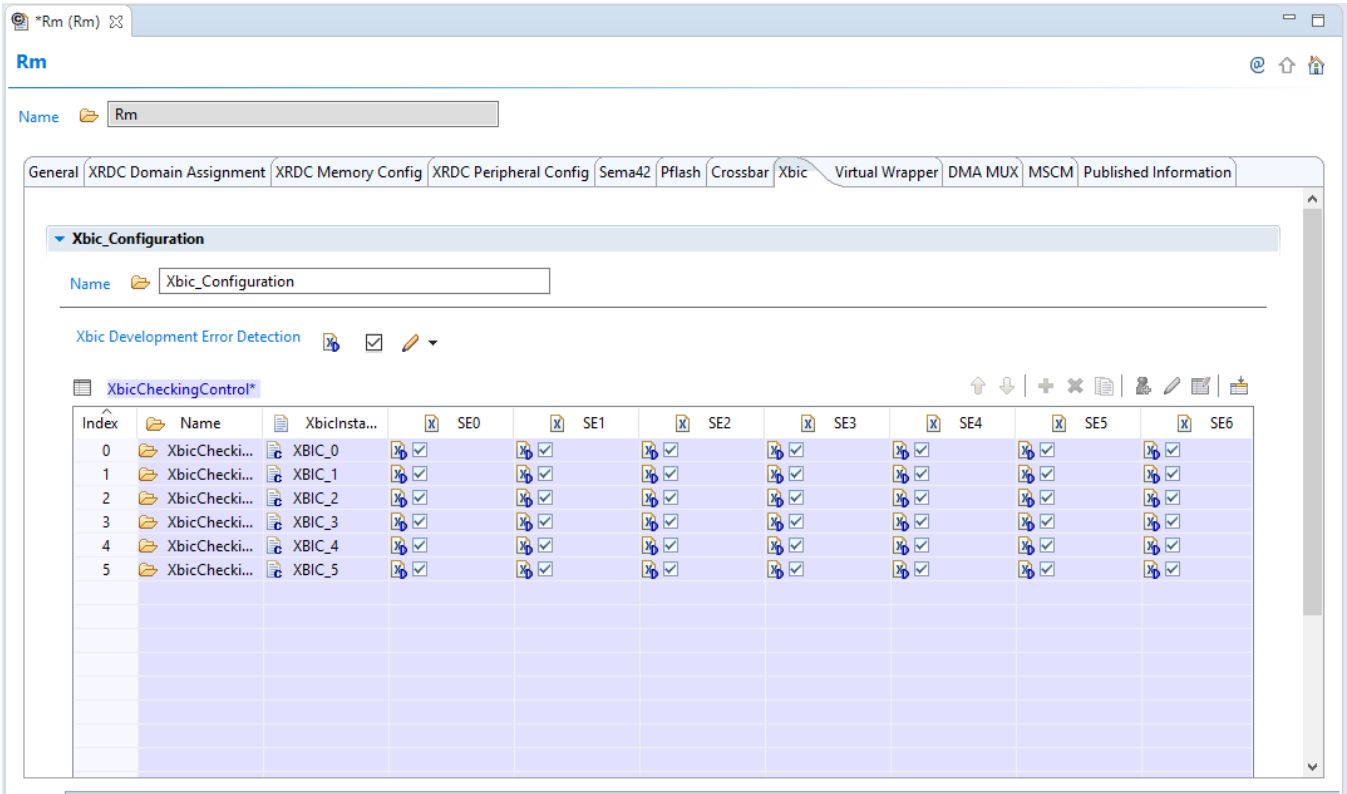 *Rm (Rm)
Rm
Name Rm
General XRDC Domain Assignment XRDC Memory Config XRDC Peripheral Config Sema42 Pflash Crossbar Xbic Virtual Wrapper DMA MUX MSCM Published Information
Xbic_Configuration
Name Xbic_Configuration
Xbic Development Error Detection
XbicCheckingControl*
Index Name XbicInsta... SE0 SE1 SE2 SE3 SE4 SE5 SE6
0 XbicChecki... XBIC_0
1 XbicChecki... XBIC_1
2 XbicChecki... XBIC_2
3 XbicChecki... XBIC_3
4 XbicChecki... XBIC_4
5 XbicChecki... XBIC_5